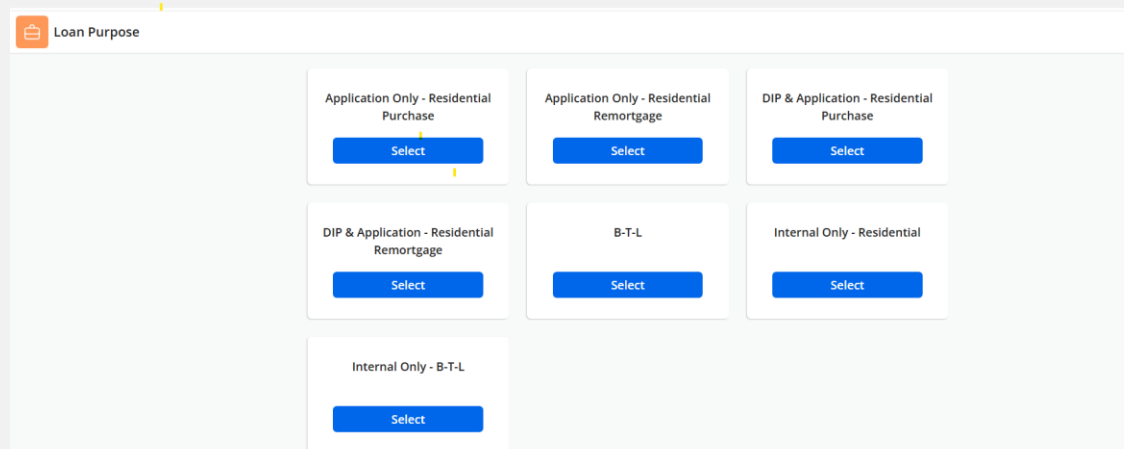 Loan Purpose
Application Only - Residential
Purchase
Select
Application Only - Residential
Remortgage
Select
DIP & Application - Residential
Purchase
Select
DIP & Application - Residential
Remortgage
Select
B-T-L
Select
Internal Only - Residential
Select
Internal Only - B-T-L
Select